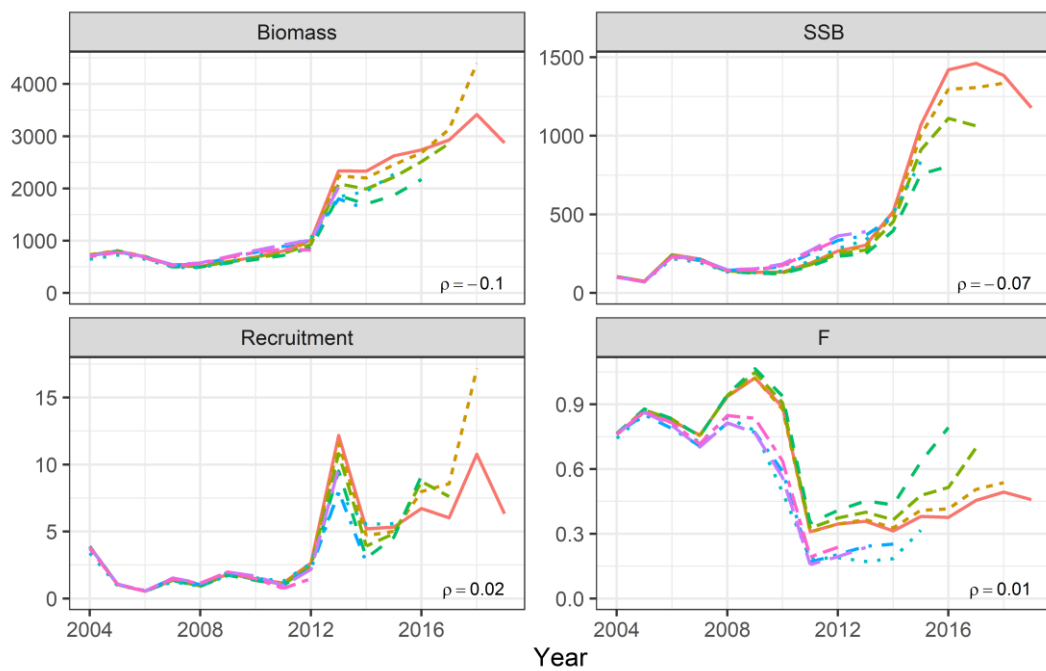 Biomass
SSB
4000
3000
2000
1000
0
ρ = −0.1
1500
1000
500
0
ρ = −0.07
Recruitment
F
15
10
5
0
ρ = 0.02
0.9
0.6
0.3
0.0
ρ = 0.01
2004 2008 2012 2016
2004 2008 2012 2016
Year